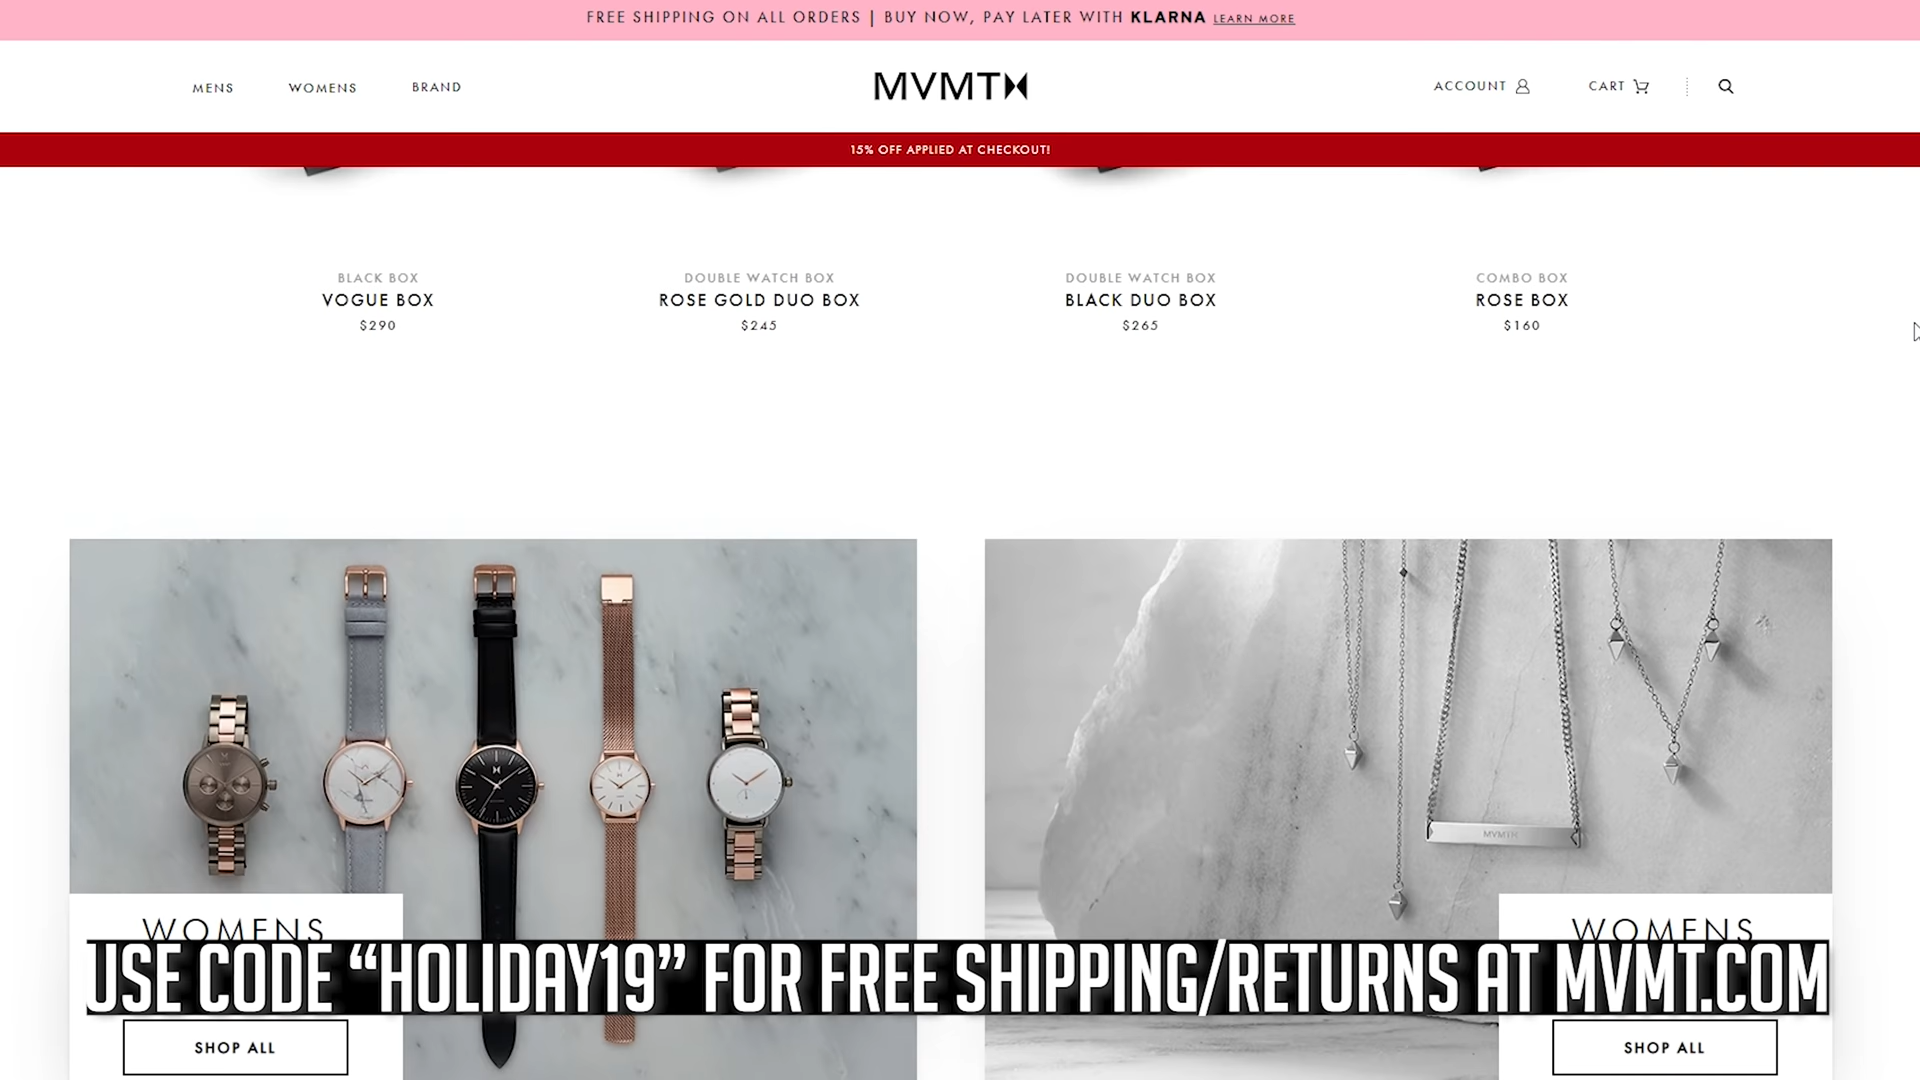 FREE SHIPPING ON ALL ORDERS | BUY NOW, PAY LATER WITH KLARNA LEARN MORE
MENS WOMENS BRAND MVMT ACCOUNT CART
15% OFF APPLIED AT CHECKOUT!
BLACK BOX
VOGUE BOX
$290
DOUBLE WATCH BOX
ROSE GOLD DUO BOX
$245
DOUBLE WATCH BOX
BLACK DUO BOX
$265
COMBO BOX
ROSE BOX
$160
MVMT
WOMENS
WOMENS
USE CODE “HOLIDAY19” FOR FREE SHIPPING/RETURNS AT MVMT.COM
SHOP ALL
SHOP ALL